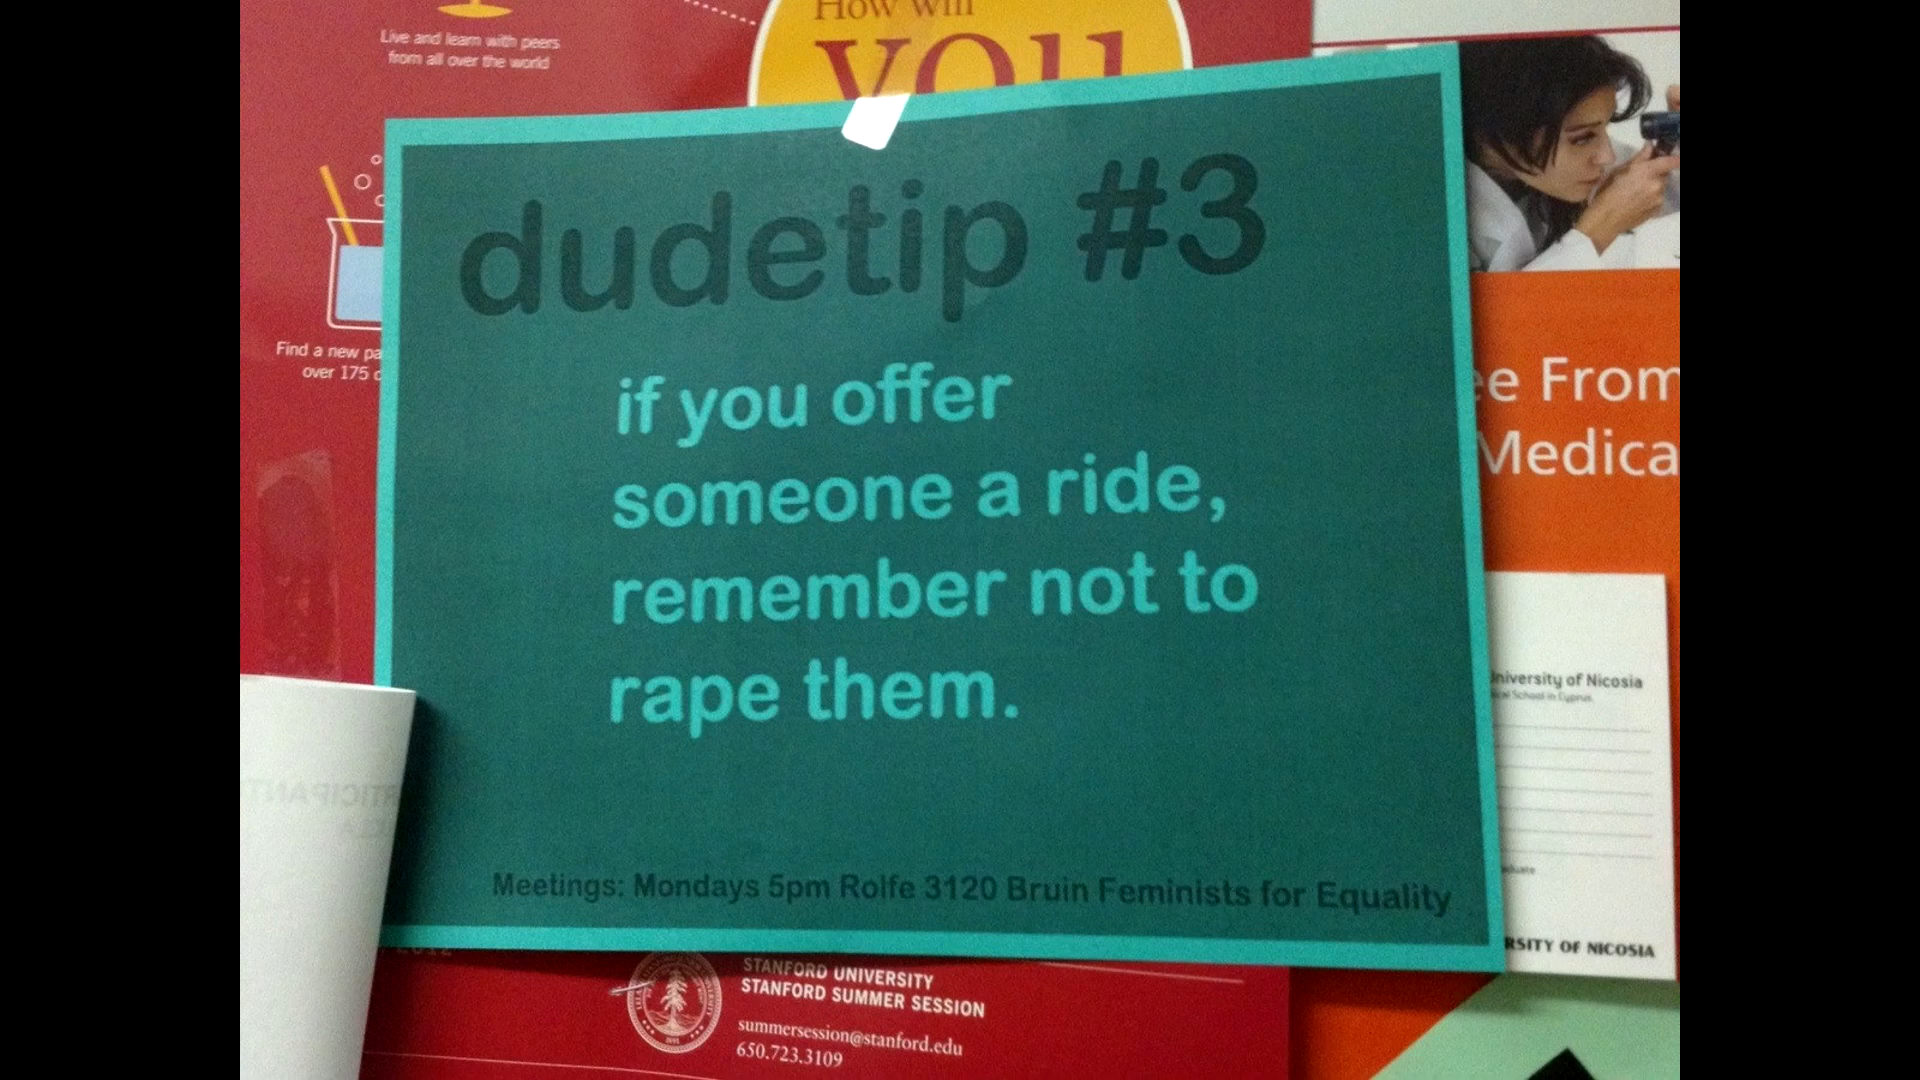 How will
you
Live and learn with peers
from all over the world
Find a new
over 175
dudetip #3
if you offer
someone a ride,
remember not to
rape them.
Meetings: Mondays 5pm Rolfe 3120 Bruin Feminists for Equality
From
Medica
University of Nicosia
School in Cyprus
RSITY OF NICOSIA
STANFORD UNIVERSITY
STANFORD SUMMER SESSION
summersession@stanford.edu
650.723.3109